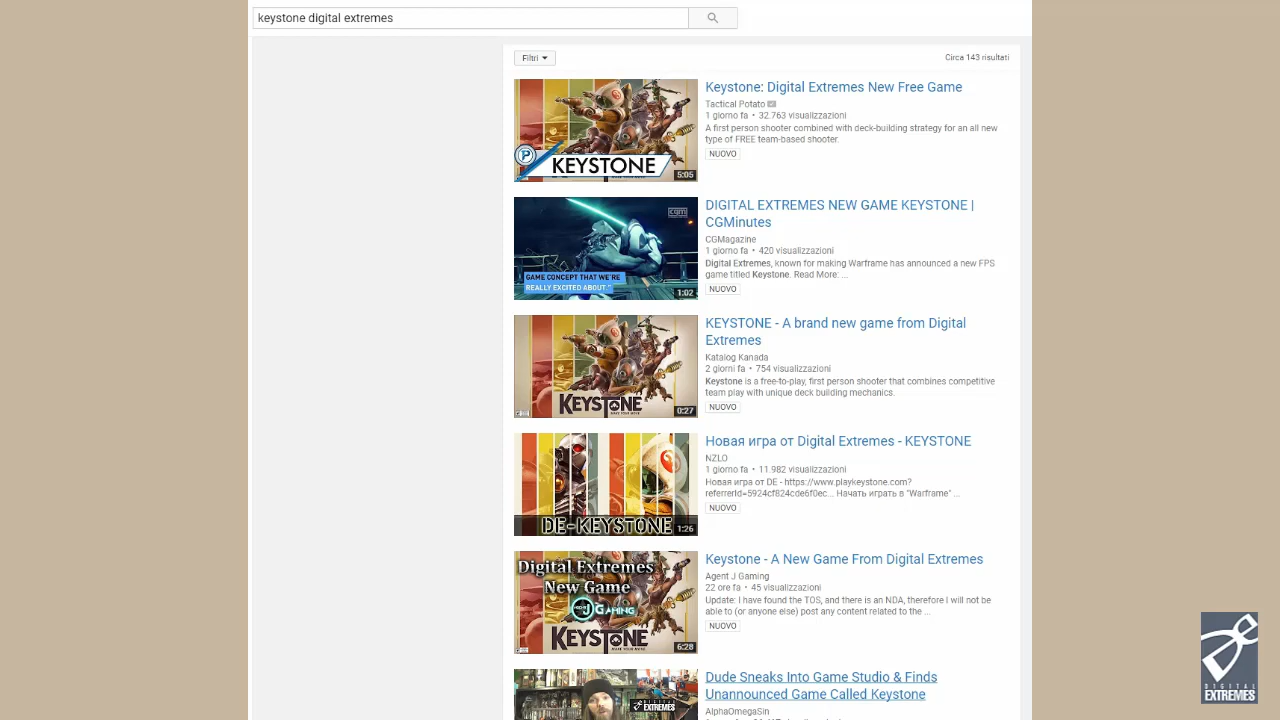 keystone digital extremes
Filtri
Circa 143 risultati
KEYSTONE
5:05
Keystone: Digital Extremes New Free Game
Tactical Potato
1 giorno fa • 32.763 visualizzazioni
A first person shooter combined with deck-building strategy for an all new
type of FREE team-based shooter.
NUOVO
cgm
GAME CONCEPT THAT WE'RE
REALLY EXCITED ABOUT."
1:02
DIGITAL EXTREMES NEW GAME KEYSTONE |
CGMinutes
CGMagazine
1 giorno fa • 420 visualizzazioni
Digital Extremes, known for making Warframe has announced a new FPS
game titled Keystone. Read More: ...
NUOVO
KEYSTONE
0:27
KEYSTONE - A brand new game from Digital
Extremes
Katalog Kanada
2 giorni fa • 754 visualizzazioni
Keystone is a free-to-play, first person shooter that combines competitive
team play with unique deck building mechanics.
NUOVO
DE-KEYSTONE
1:26
Новая игра от Digital Extremes - KEYSTONE
NZLO
1 giorno fa • 11.982 visualizzazioni
Новая игра от DE - https://www.playkeystone.com?
referrerId=5924cf824cde6f0ec... Начать играть в "Warframe" ...
NUOVO
Digital Extremes
New Game
J GAMING
KEYSTONE
6:28
Keystone - A New Game From Digital Extremes
Agent J Gaming
22 ore fa • 45 visualizzazioni
Update: I have found the TOS, and there is an NDA, therefore I will not be
able to (or anyone else) post any content related to the ...
NUOVO
DIGITAL
EXTREMES
Dude Sneaks Into Game Studio & Finds
Unannounced Game Called Keystone
AlphaOmegaSin
DIGITAL
EXTREMES